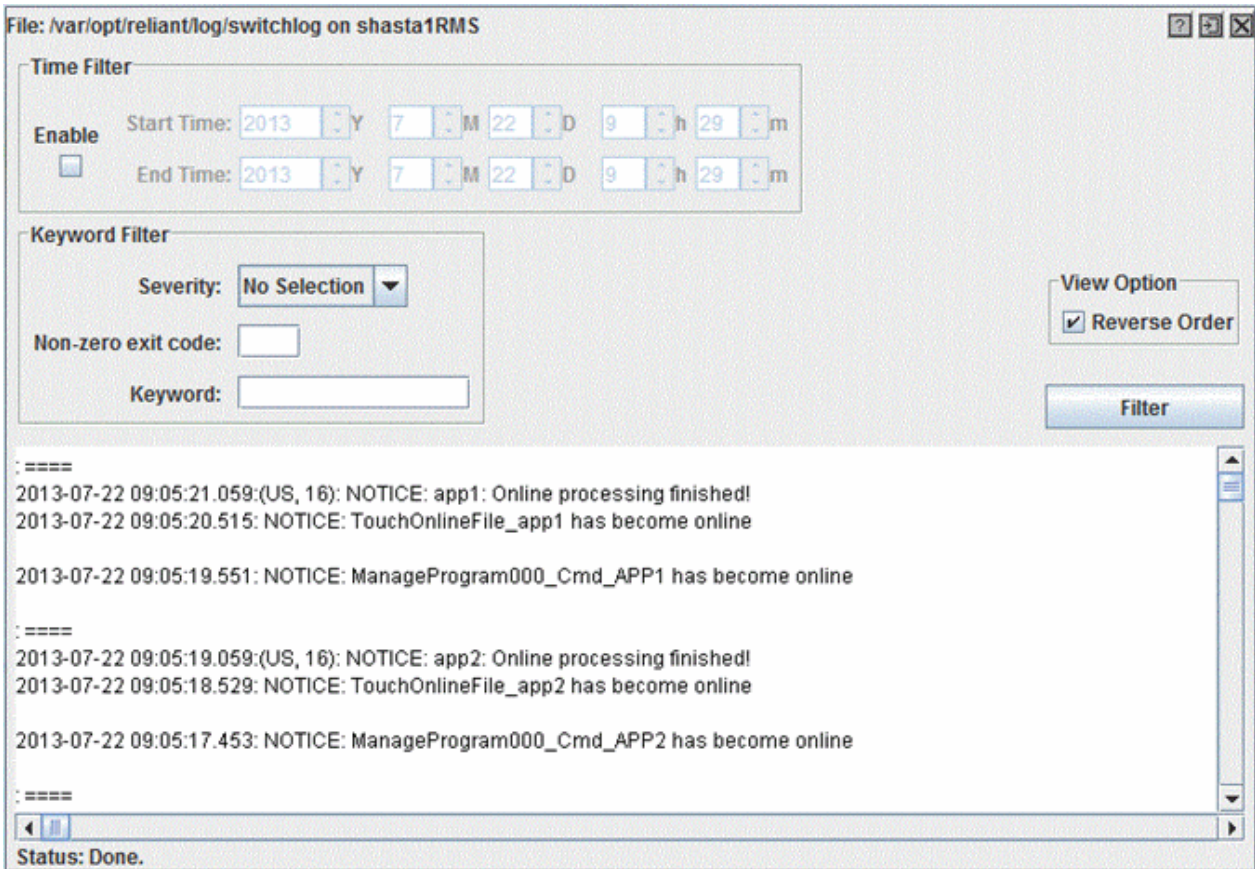 File: /var/opt/reliant/log/switchlog on shasta1RMS
Time Filter
Enable
Start Time: 2013 Y 7 M 22 D 9 h 29 m
End Time: 2013 Y 7 M 22 D 9 h 29 m
Keyword Filter
Severity: No Selection
Non-zero exit code:
Keyword:
View Option
Reverse Order
Filter
: ====
2013-07-22 09:05:21.059:(US, 16): NOTICE: app1: Online processing finished!
2013-07-22 09:05:20.515: NOTICE: TouchOnlineFile_app1 has become online
2013-07-22 09:05:19.551: NOTICE: ManageProgram000_Cmd_APP1 has become online
: ====
2013-07-22 09:05:19.059:(US, 16): NOTICE: app2: Online processing finished!
2013-07-22 09:05:18.529: NOTICE: TouchOnlineFile_app2 has become online
2013-07-22 09:05:17.453: NOTICE: ManageProgram000_Cmd_APP2 has become online
: ====
Status: Done.